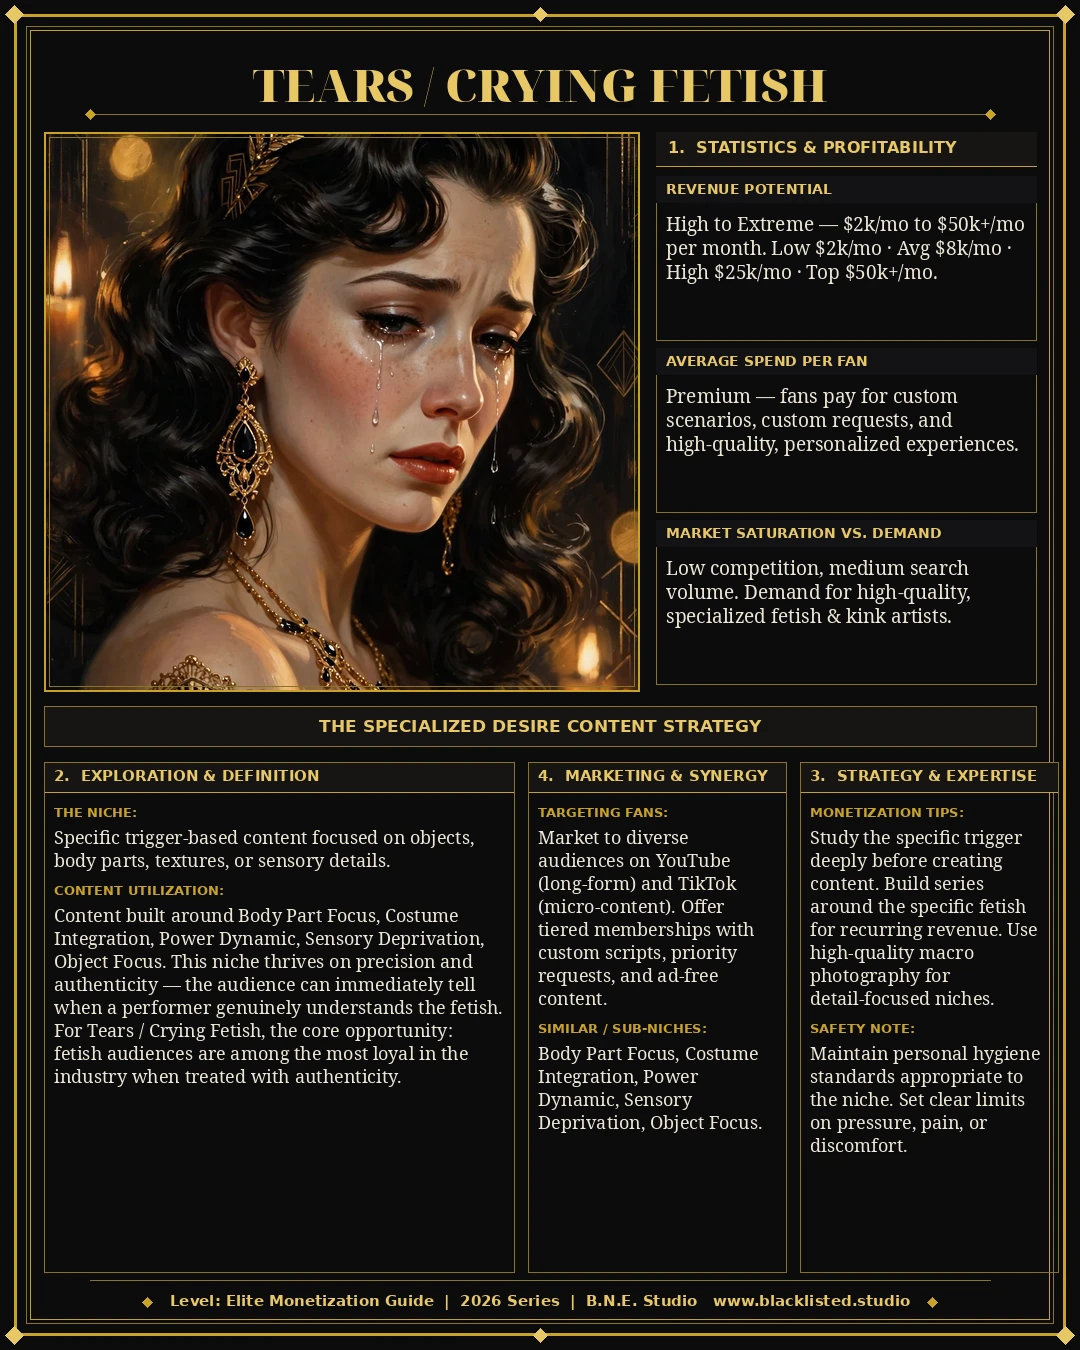 TEARS / CRYING FETISH
1. STATISTICS & PROFITABILITY
REVENUE POTENTIAL
High to Extreme — $2k/mo to $50k+/mo
per month. Low $2k/mo · Avg $8k/mo ·
High $25k/mo · Top $50k+/mo.
AVERAGE SPEND PER FAN
Premium — fans pay for custom
scenarios, custom requests, and
high-quality, personalized experiences.
MARKET SATURATION VS. DEMAND
Low competition, medium search
volume. Demand for high-quality,
specialized fetish & kink artists.
THE SPECIALIZED DESIRE CONTENT STRATEGY
2. EXPLORATION & DEFINITION
THE NICHE:
Specific trigger-based content focused on objects,
body parts, textures, or sensory details.
CONTENT UTILIZATION:
Content built around Body Part Focus, Costume
Integration, Power Dynamic, Sensory Deprivation,
Object Focus. This niche thrives on precision and
authenticity — the audience can immediately tell
when a performer genuinely understands the fetish.
For Tears / Crying Fetish, the core opportunity:
fetish audiences are among the most loyal in the
industry when treated with authenticity.
4. MARKETING & SYNERGY
TARGETING FANS:
Market to diverse
audiences on YouTube
(long-form) and TikTok
(micro-content). Offer
tiered memberships with
custom scripts, priority
requests, and ad-free
content.
SIMILAR / SUB-NICHES:
Body Part Focus, Costume
Integration, Power
Dynamic, Sensory
Deprivation, Object Focus.
3. STRATEGY & EXPERTISE
MONETIZATION TIPS:
Study the specific trigger
deeply before creating
content. Build series
around the specific fetish
for recurring revenue. Use
high-quality macro
photography for
detail-focused niches.
SAFETY NOTE:
Maintain personal hygiene
standards appropriate to
the niche. Set clear limits
on pressure, pain, or
discomfort.
Level: Elite Monetization Guide | 2026 Series | B.N.E. Studio www.blacklisted.studio